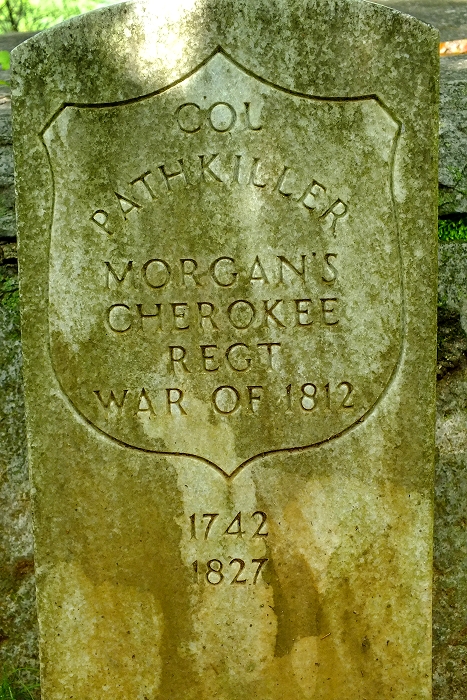 COL
PATHKILLER
MORGAN'S
CHEROKEE
REGT
WAR OF 1812
1742
1827